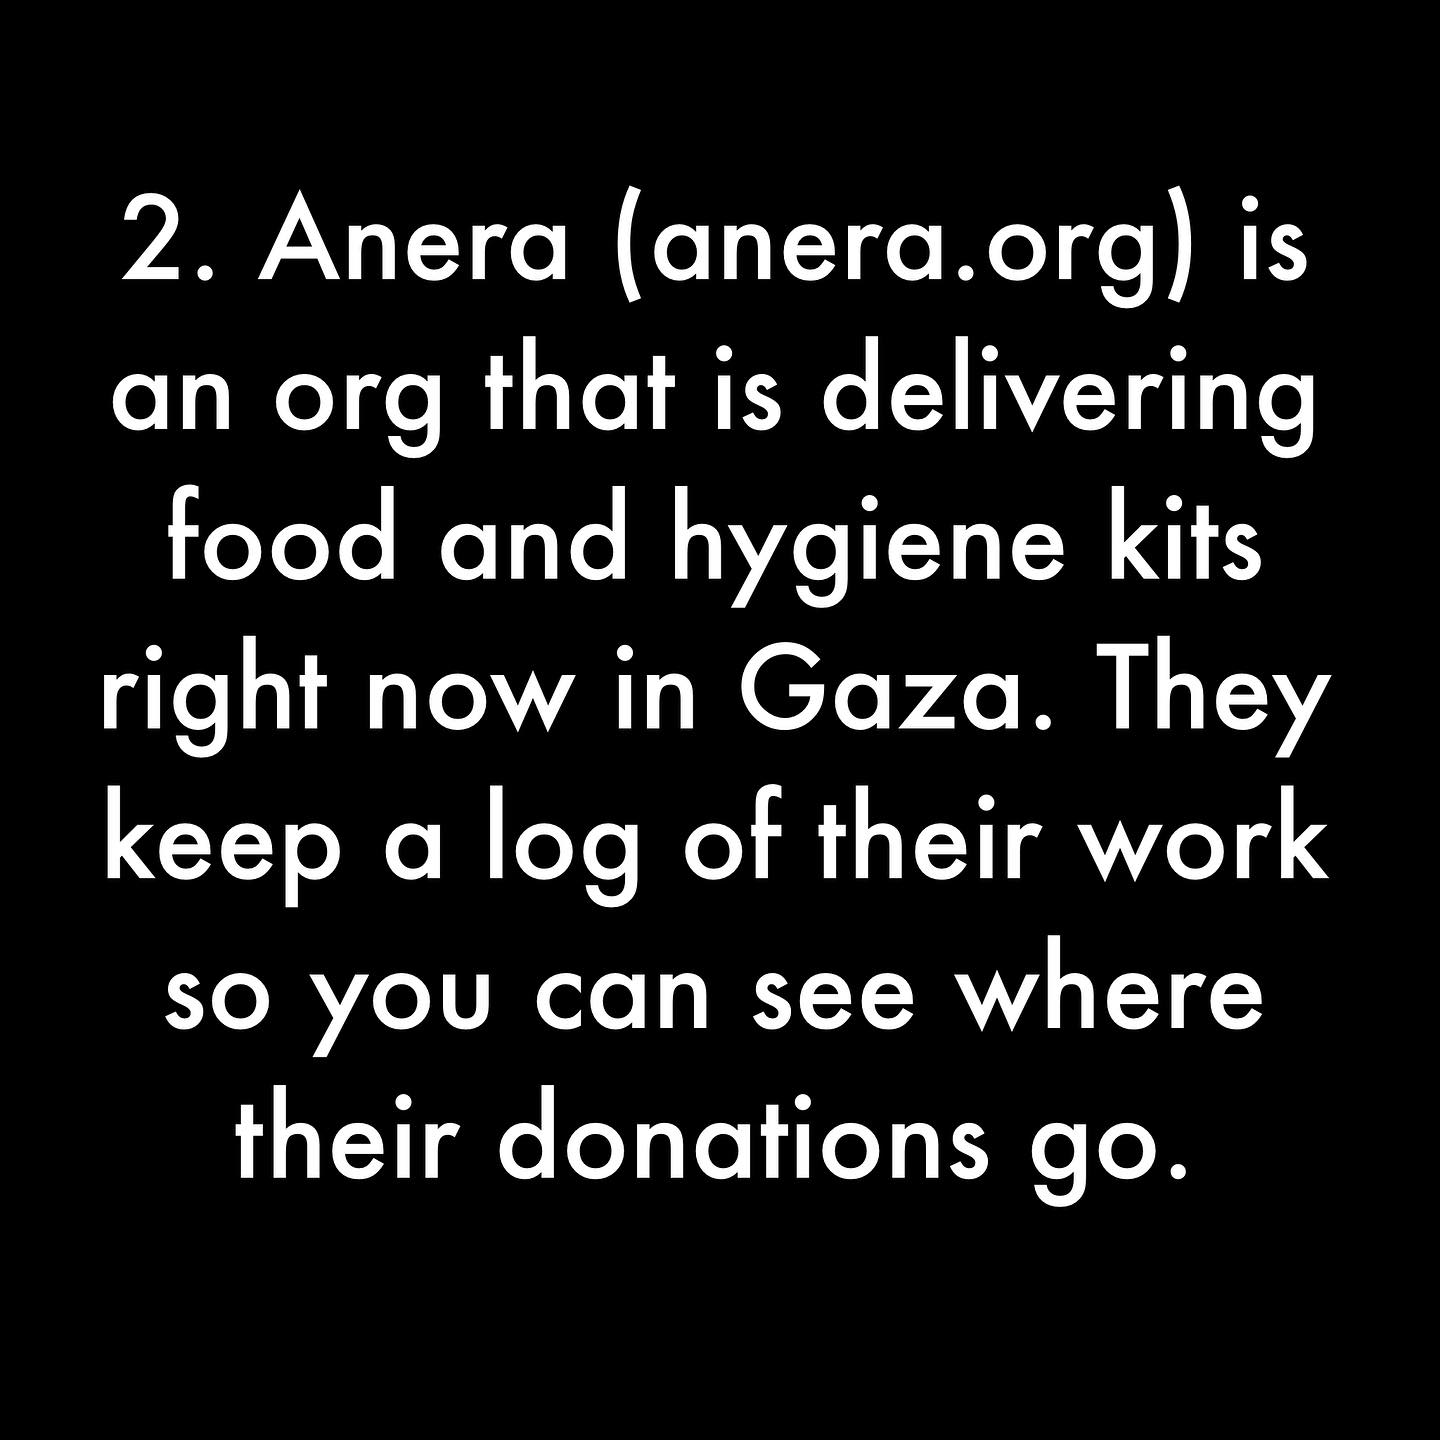 2. Anera (anera.org) is
an org that is delivering
food and hygiene kits
right now in Gaza. They
keep a log of their work
so you can see where
their donations go.